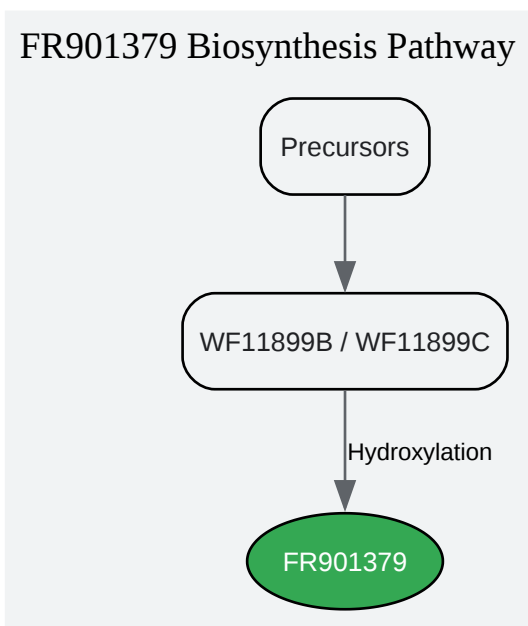 FR901379 Biosynthesis Pathway
Precursors
WF11899B / WF11899C
Hydroxylation
FR901379